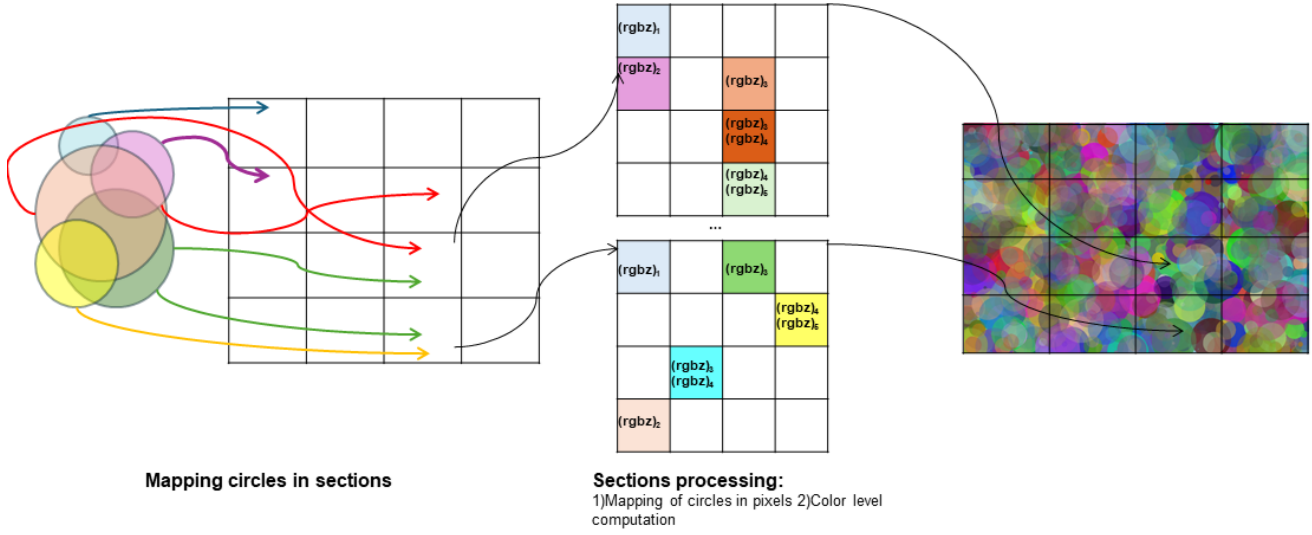 (rgbz)₁
(rgbz)₂
(rgbz)₃
(rgbz)₃
(rgbz)₄
(rgbz)₄
(rgbz)₅
...
(rgbz)₁
(rgbz)₅
(rgbz)₄
(rgbz)₅
(rgbz)₃
(rgbz)₄
(rgbz)₂
Mapping circles in sections
Sections processing:
1)Mapping of circles in pixels 2)Color level
computation